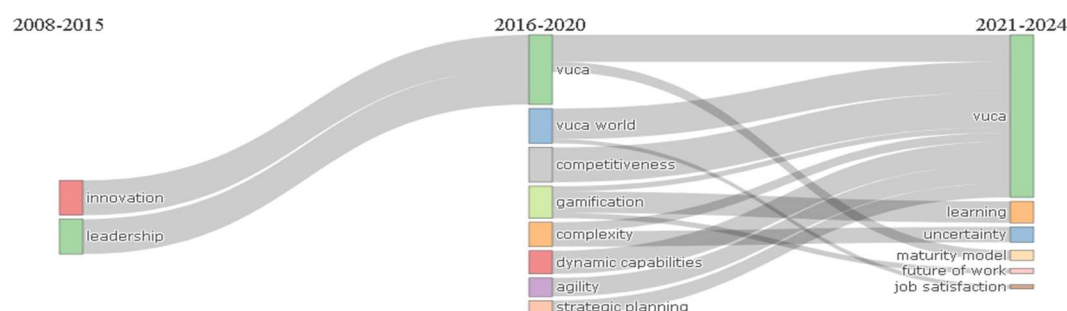 2008-2015
2016-2020
2021-2024
vuca
vuca world
competitiveness
vuca
innovation
gamification
learning
leadership
complexity
uncertainty
maturity model
dynamic capabilities
future of work
agility
job satisfaction
strategic planning